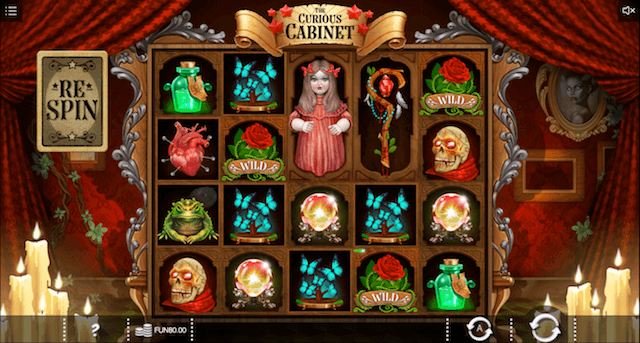 THE
CURIOUS
CABINET
RE
SPIN
WILD
WILD
WILD
?
FUN80.00
A